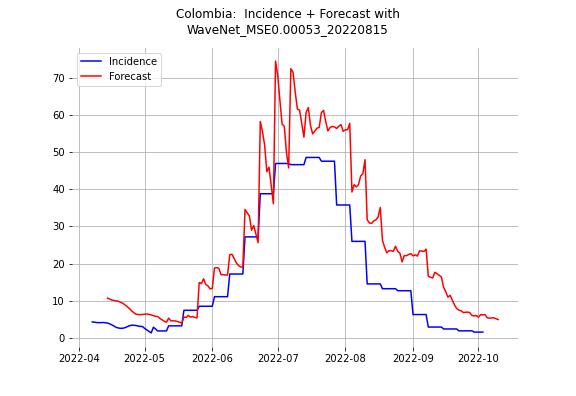 Colombia: Incidence + Forecast with
WaveNet_MSE0.00053_20220815
Incidence
Forecast
70
60
50
40
30
20
10
0
2022-04 2022-05 2022-06 2022-07 2022-08 2022-09 2022-10